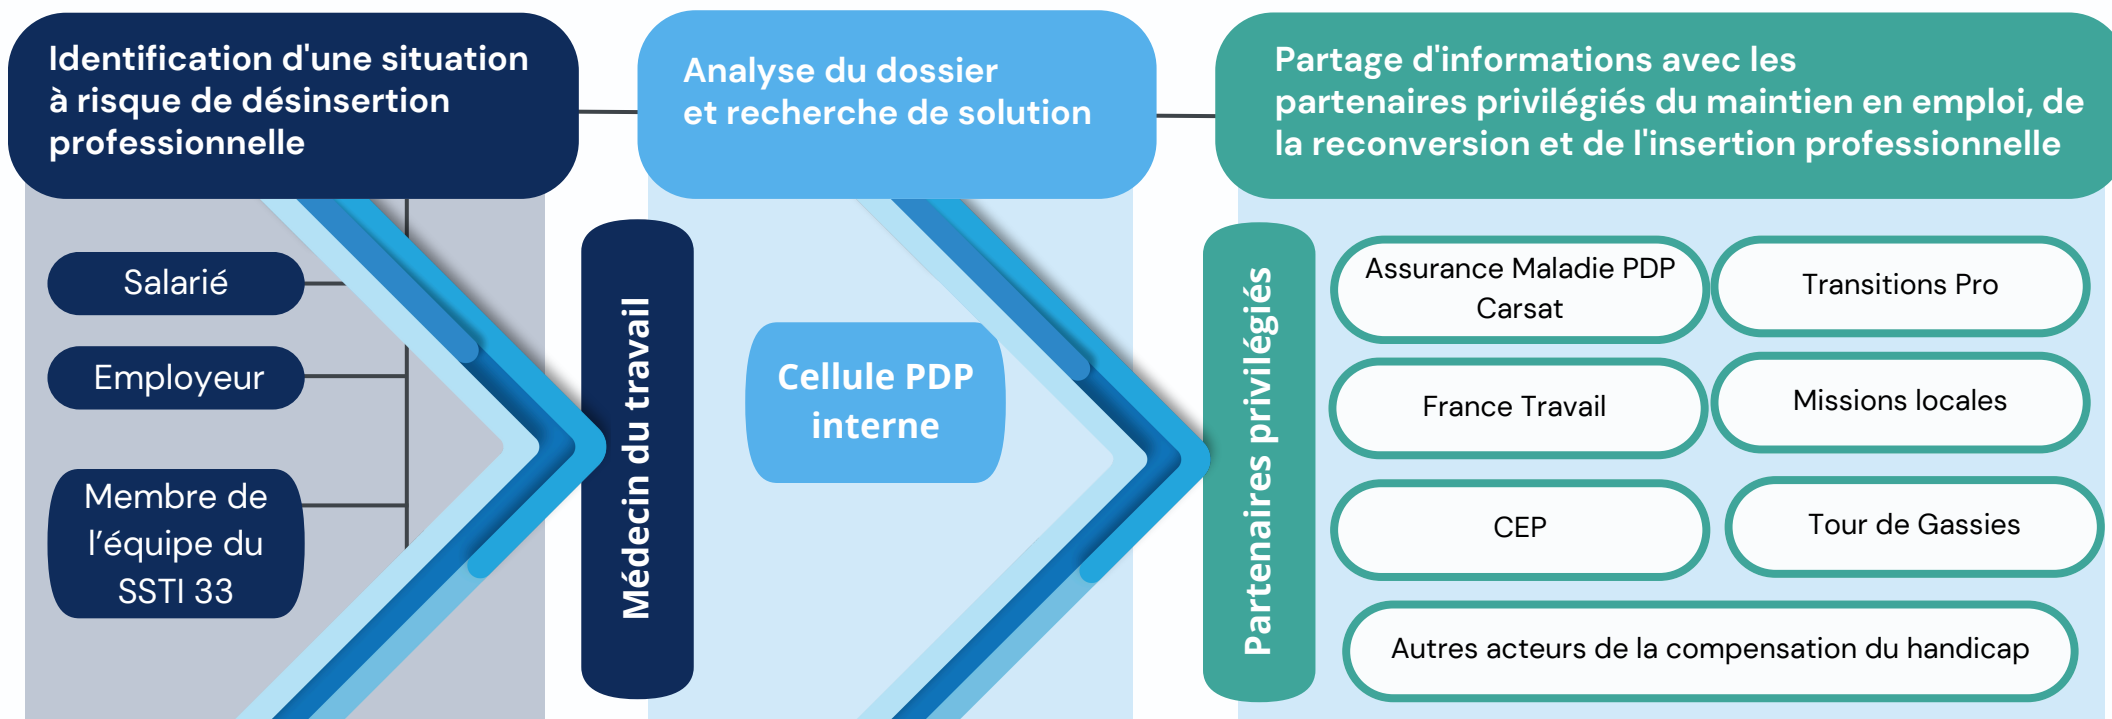 Identification d'une situation
à risque de désinsertion
professionnelle
Salarié
Employeur
Membre de
l’équipe du
SSTI 33
Médecin du travail
Analyse du dossier
et recherche de solution
Cellule PDP
interne
Partage d'informations avec les
partenaires privilégiés du maintien en emploi, de
la reconversion et de l'insertion professionnelle
Partenaires privilégiés
Assurance Maladie PDP
Carsat
Transitions Pro
France Travail
Missions locales
CEP
Tour de Gassies
Autres acteurs de la compensation du handicap